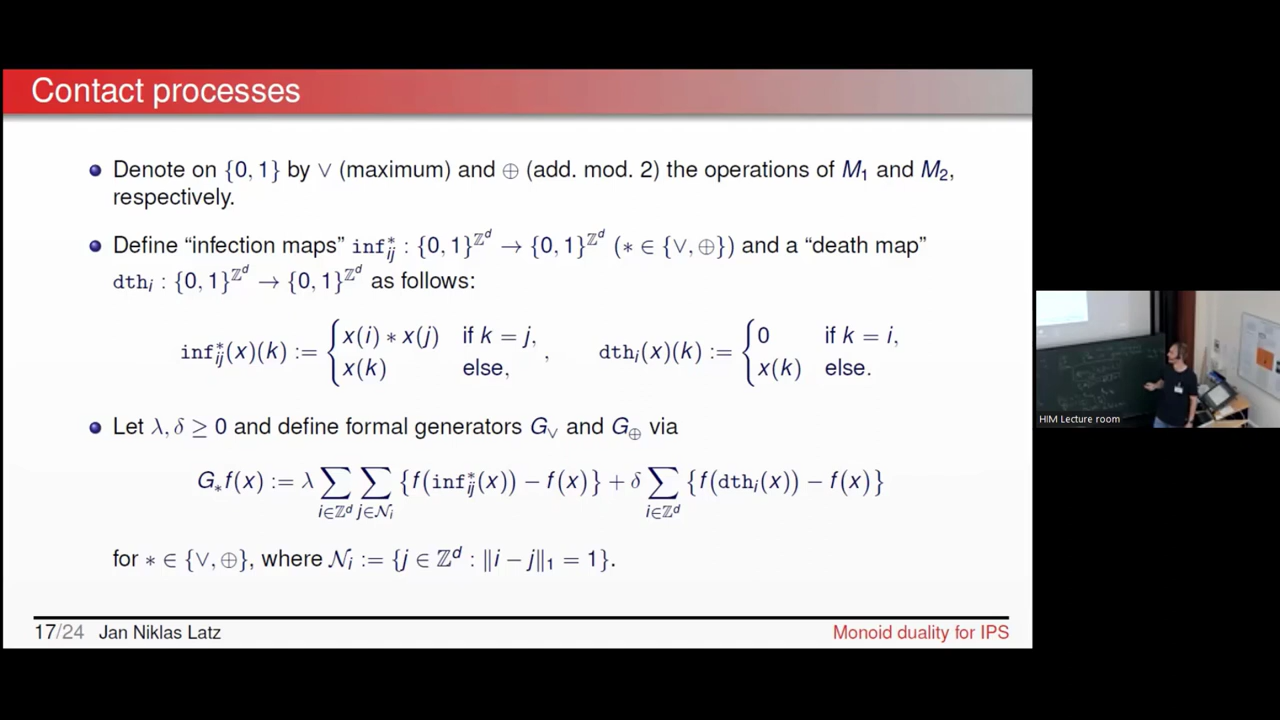 Contact processes
• Denote on {0, 1} by ∨ (maximum) and ⊕ (add. mod. 2) the operations of M₁ and M₂,
respectively.
• Define “infection maps” inf*ᵢⱼ : {0, 1}^ℤ^d → {0, 1}^ℤ^d (∗ ∈ {∨, ⊕}) and a “death map”
dthᵢ : {0, 1}^ℤ^d → {0, 1}^ℤ^d as follows:
inf*ᵢⱼ(x)(k) := { x(i) ∗ x(j) if k = j, x(k) else, , dthᵢ(x)(k) := { 0 if k = i, x(k) else.
• Let λ, δ ≥ 0 and define formal generators G_∨ and G_⊕ via
G_∗f(x) := λ ∑_{i∈ℤ^d} ∑_{j∈𝒩ᵢ} {f(inf*ᵢⱼ(x)) − f(x)} + δ ∑_{i∈ℤ^d} {f(dthᵢ(x)) − f(x)}
for ∗ ∈ {∨, ⊕}, where 𝒩ᵢ := {j ∈ ℤ^d : ‖i − j‖₁ = 1}.
17/24 Jan Niklas Latz Monoid duality for IPS
HIM Lecture room